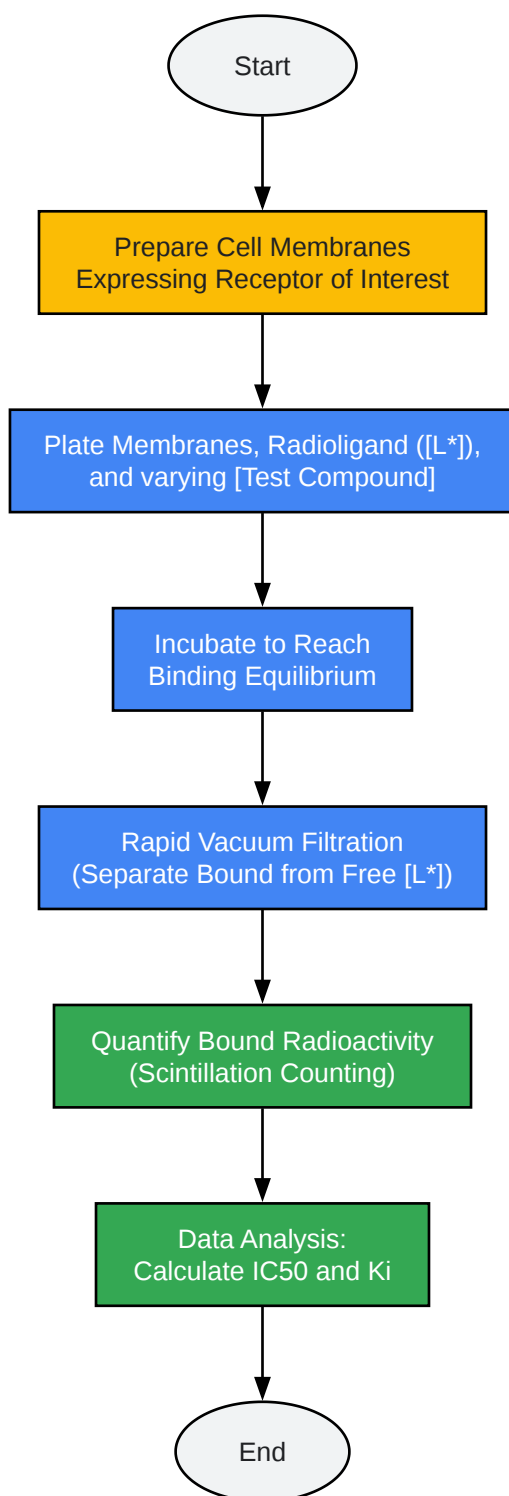 Start
Prepare Cell Membranes
Expressing Receptor of Interest
Plate Membranes, Radioligand ([L*]),
and varying [Test Compound]
Incubate to Reach
Binding Equilibrium
Rapid Vacuum Filtration
(Separate Bound from Free [L*])
Quantify Bound Radioactivity
(Scintillation Counting)
Data Analysis:
Calculate IC50 and Ki
End